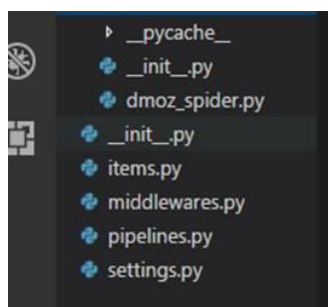 __pycache__
__init__.py
dmoz_spider.py
__init__.py
items.py
middlewares.py
pipelines.py
settings.py